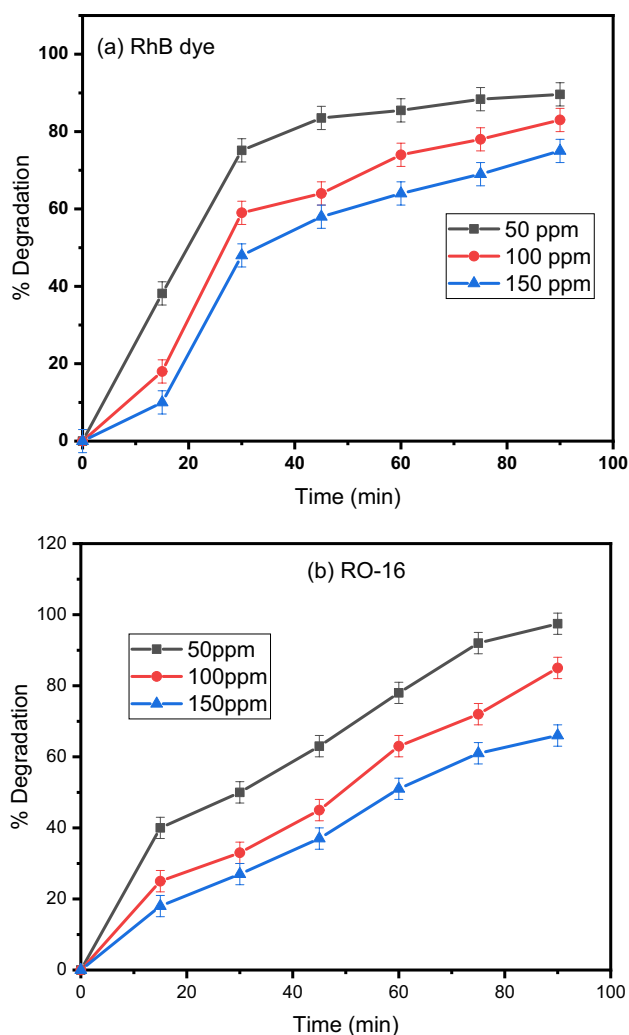 (a) RhB dye
100
80
60
40
20
0
% Degradation
50 ppm
100 ppm
150 ppm
0 20 40 60 80 100
Time (min)
120
(b) RO-16
100
80
60
40
20
0
% Degradation
50ppm
100ppm
150ppm
0 20 40 60 80 100
Time (min)